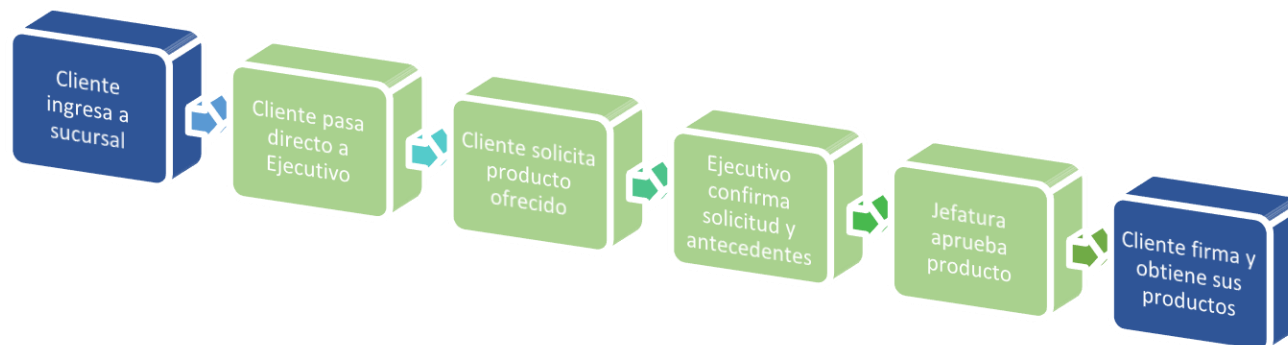 Cliente
ingresa a
sucursal
Cliente pasa
directo a
Ejecutivo
Cliente solicita
producto
ofrecido
Ejecutivo
confirma
solicitud y
antecedentes
Jefatura
aprueba
producto
Cliente firma y
obtiene sus
productos